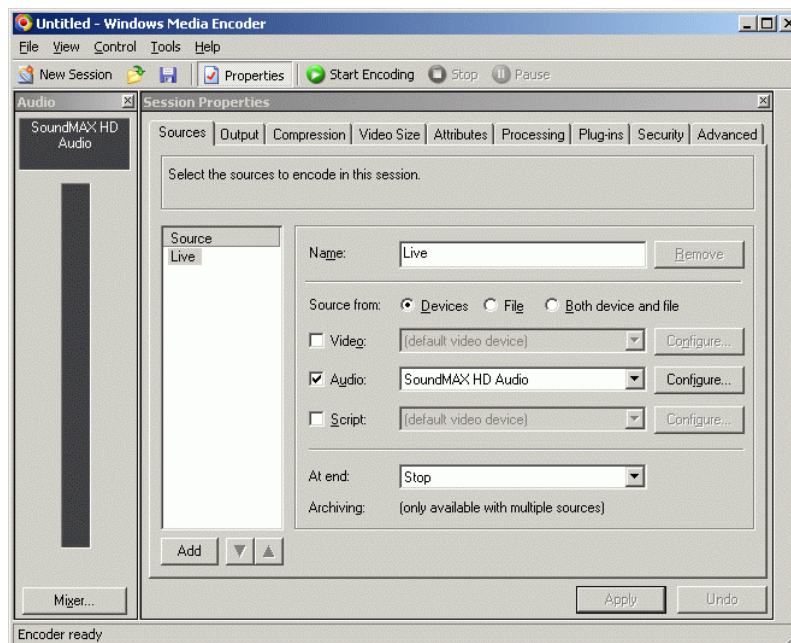 Untitled - Windows Media Encoder
File View Control Tools Help
New Session Properties Start Encoding Stop Pause
Audio
SoundMAX HD
Audio
Mixer...
Session Properties
Sources Output Compression Video Size Attributes Processing Plug-ins Security Advanced
Select the sources to encode in this session.
Source
Live
Add
Name: Live Remove
Source from: Devices File Both device and file
Video: (default video device) Configure...
Audio: SoundMAX HD Audio Configure...
Script: (default video device) Configure...
At end: Stop
Archiving: (only available with multiple sources)
Apply Undo
Encoder ready